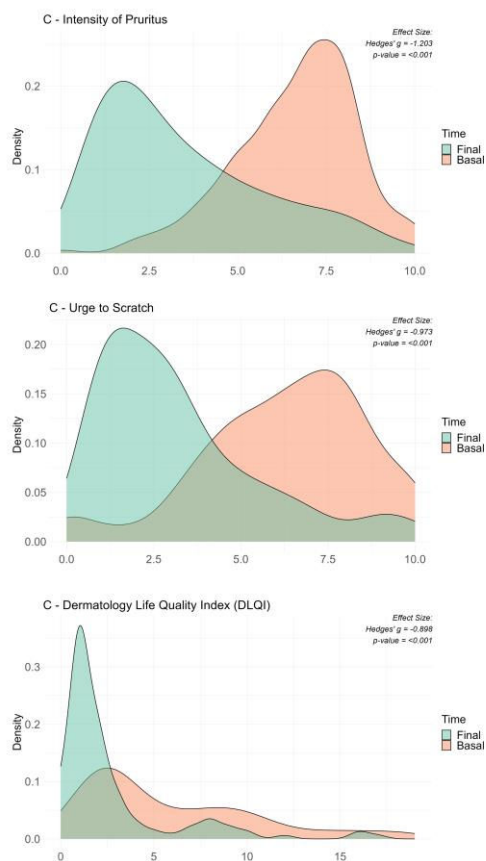 C - Intensity of Pruritus
Effect Size:
Hedges' g = -1.203
p-value = <0.001
0.2
0.1
0.0
Density
0.0 2.5 5.0 7.5 10.0
Time
Final
Basal
C - Urge to Scratch
Effect Size:
Hedges' g = -0.973
p-value = <0.001
0.20
0.15
0.10
0.05
0.00
Density
0.0 2.5 5.0 7.5 10.0
Time
Final
Basal
C - Dermatology Life Quality Index (DLQI)
Effect Size:
Hedges' g = -0.898
p-value = <0.001
0.3
0.2
0.1
0.0
Density
0 5 10 15
Time
Final
Basal